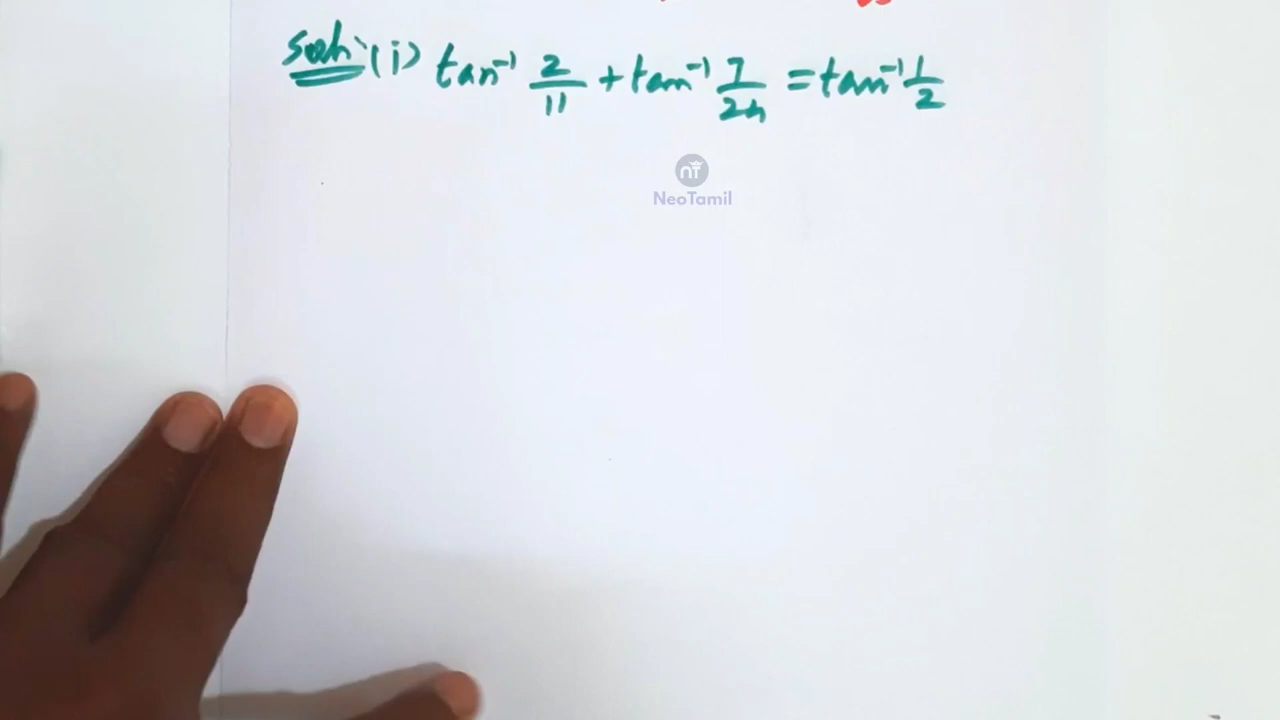 Soln: (i) tan⁻¹ 2/11 + tan⁻¹ 7/24 = tan⁻¹ 1/2
NeoTamil